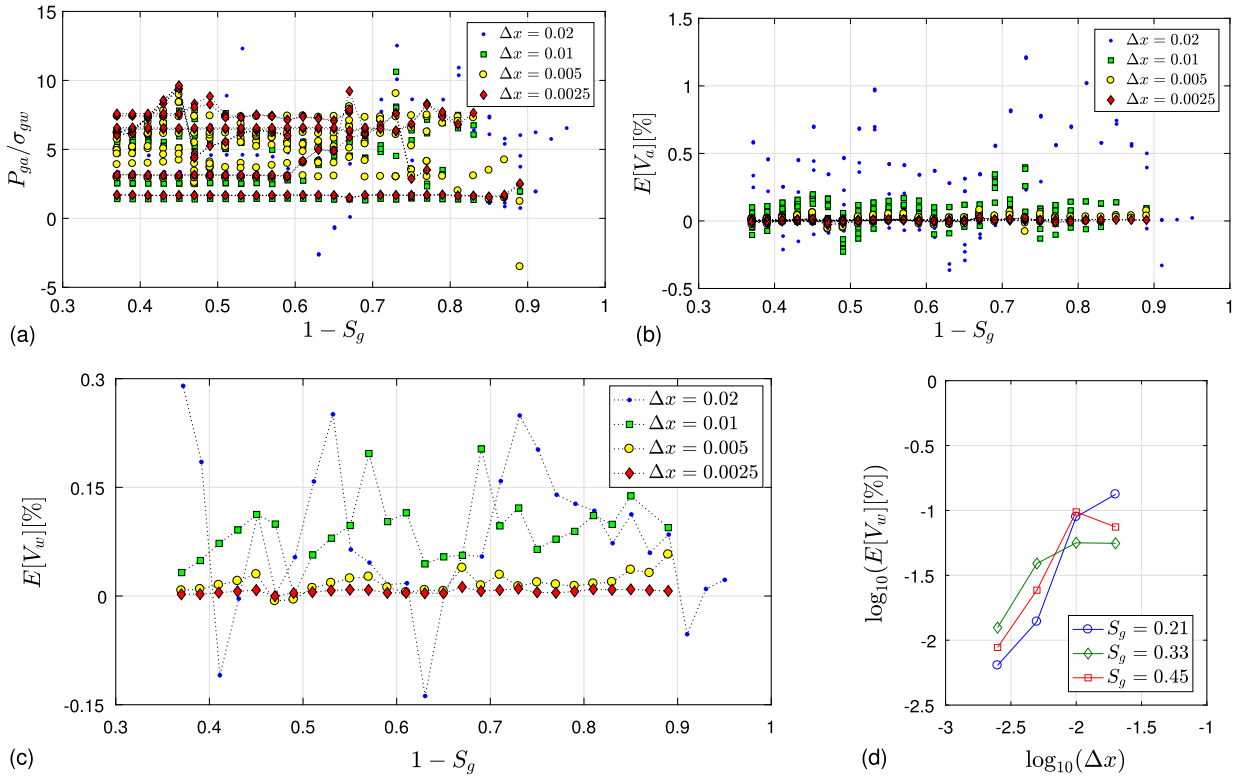 15
10
5
0
-5
P_{ga}/σ_{gw}
Δx = 0.02
Δx = 0.01
Δx = 0.005
Δx = 0.0025
0.3 0.4 0.5 0.6 0.7 0.8 0.9 1
1 − S_g
(a)
1.5
1
0.5
0
-0.5
E[V_a][%]
Δx = 0.02
Δx = 0.01
Δx = 0.005
Δx = 0.0025
0.3 0.4 0.5 0.6 0.7 0.8 0.9 1
1 − S_g
(b)
0.3
0.15
0
-0.15
E[V_w][%]
Δx = 0.02
Δx = 0.01
Δx = 0.005
Δx = 0.0025
0.3 0.4 0.5 0.6 0.7 0.8 0.9 1
1 − S_g
(c)
0
-0.5
-1
-1.5
-2
-2.5
log₁₀(E[V_w][%])
S_g = 0.21
S_g = 0.33
S_g = 0.45
-3 -2.5 -2 -1.5 -1
log₁₀(Δx)
(d)